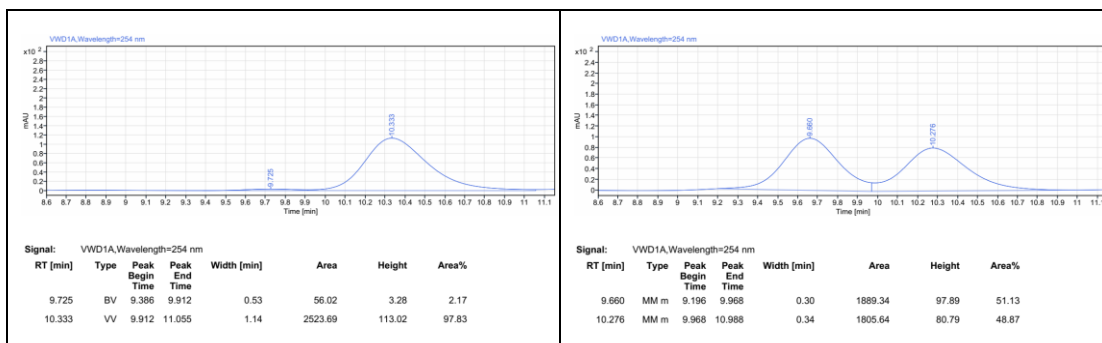 VWD1A,Wavelength=254 nm
x10 2
2.8
2.6
2.4
2.2
2
1.8
1.6
1.4
1.2
1
0.8
0.6
0.4
0.2
0
mAU
9.725
10.333
8.6 8.7 8.8 8.9 9 9.1 9.2 9.3 9.4 9.5 9.6 9.7 9.8 9.9 10 10.1 10.2 10.3 10.4 10.5 10.6 10.7 10.8 10.9 11 11.1
Time [min]
Signal: VWD1A,Wavelength=254 nm
RT [min] Type Peak Begin Time Peak End Time Width [min] Area Height Area%
9.725 BV 9.386 9.912 0.53 56.02 3.28 2.17
10.333 VV 9.912 11.055 1.14 2523.69 113.02 97.83
VWD1A,Wavelength=254 nm
x10 2
2.8
2.6
2.4
2.2
2
1.8
1.6
1.4
1.2
1
0.8
0.6
0.4
0.2
0
mAU
9.660
10.276
8.6 8.7 8.8 8.9 9 9.1 9.2 9.3 9.4 9.5 9.6 9.7 9.8 9.9 10 10.1 10.2 10.3 10.4 10.5 10.6 10.7 10.8 10.9 11 11.1
Time [min]
Signal: VWD1A,Wavelength=254 nm
RT [min] Type Peak Begin Time Peak End Time Width [min] Area Height Area%
9.660 MM m 9.196 9.968 0.30 1889.34 97.89 51.13
10.276 MM m 9.968 10.988 0.34 1805.64 80.79 48.87